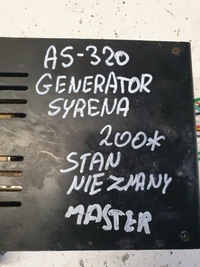 AS-320
GENERATOR
SYRENA
200*
STAN
NIEZNANY
MASTER